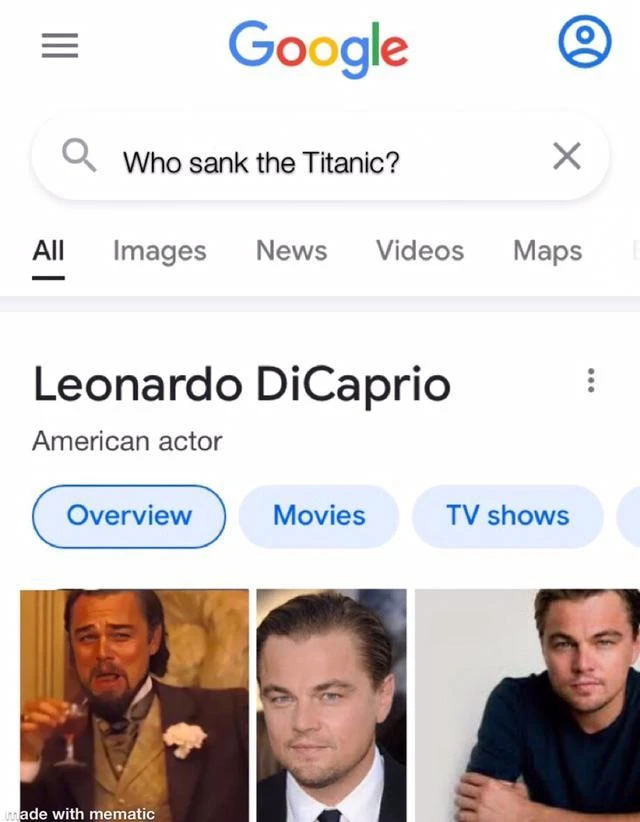 Google
Who sank the Titanic?
All Images News Videos Maps
Leonardo DiCaprio
American actor
Overview Movies TV shows
made with mematic